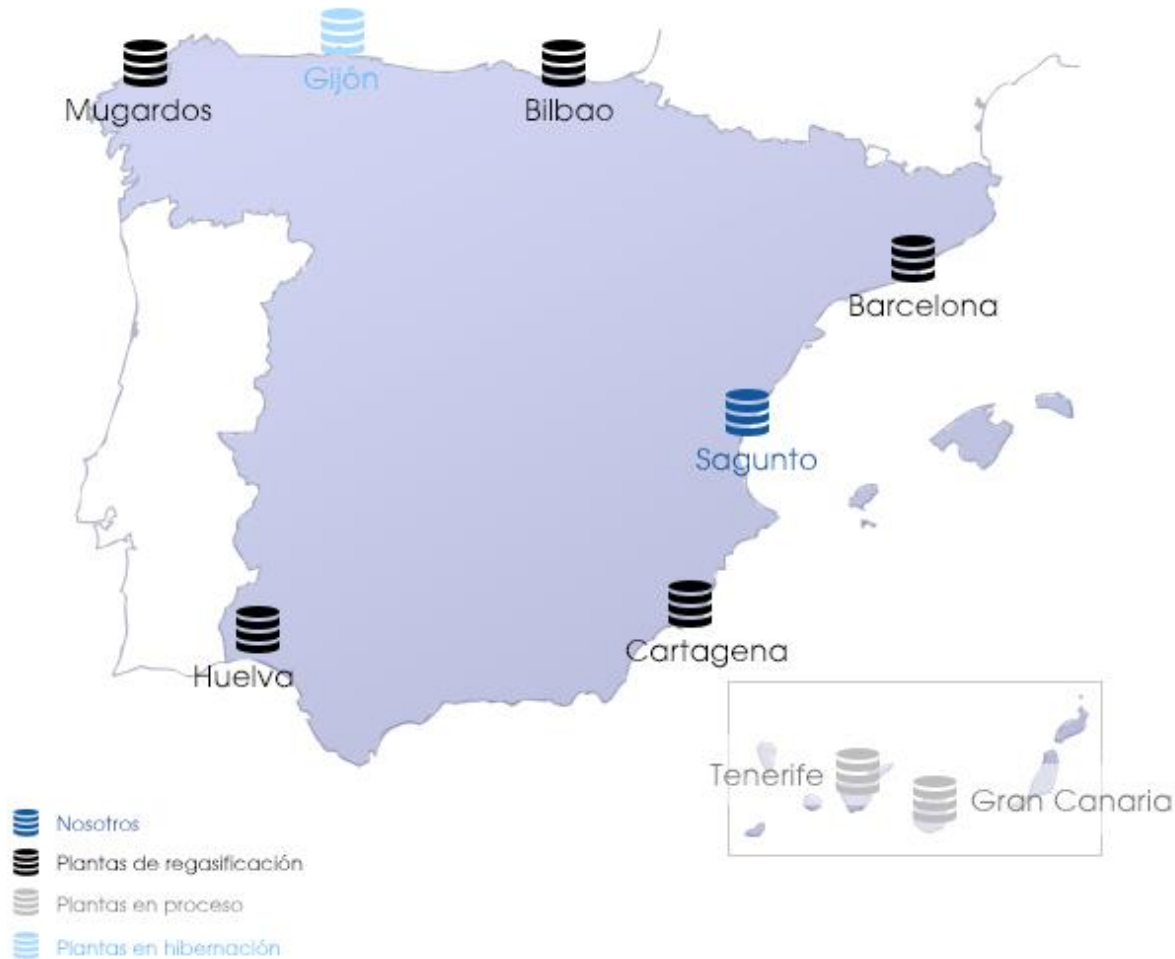 Gijón
Mugardos
Bilbao
Barcelona
Sagunto
Cartagena
Huelva
Tenerife
Gran Canaria
Nosotros
Plantas de regasificación
Plantas en proceso
Plantas en hibernación